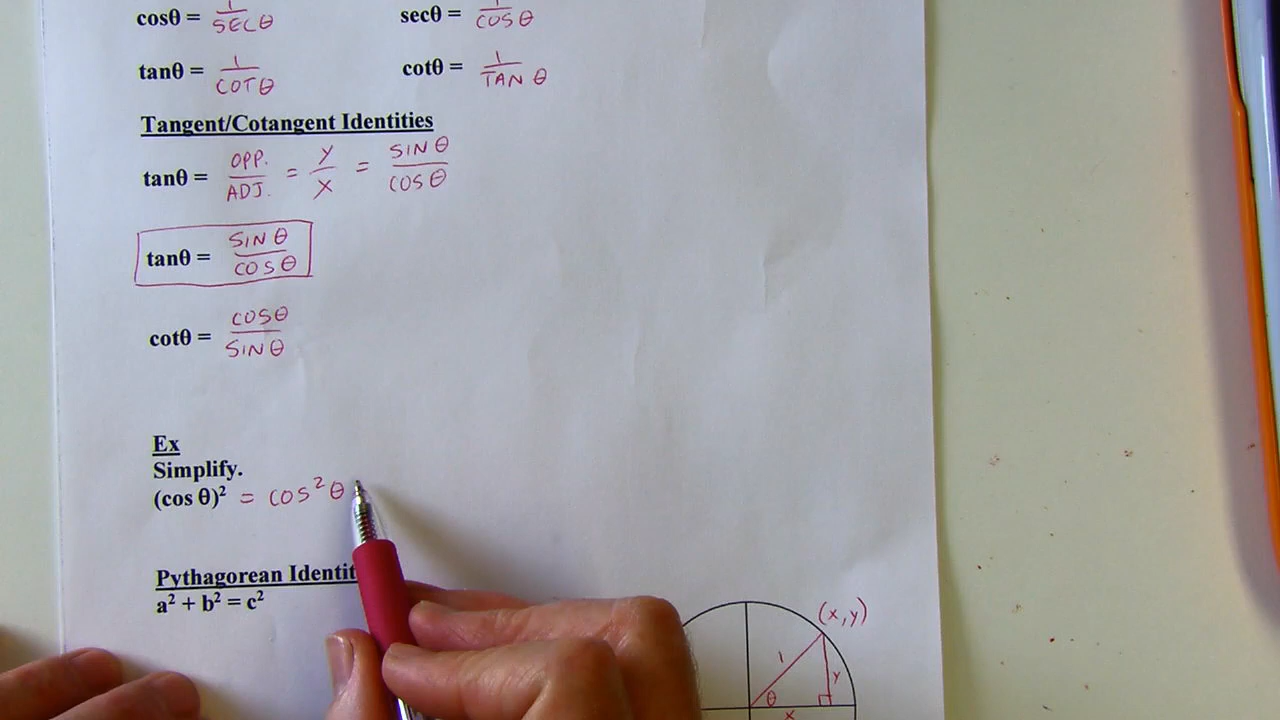 cosθ = 1/SECθ secθ = 1/COSθ
tanθ = 1/COTθ cotθ = 1/TANθ
Tangent/Cotangent Identities
tanθ = OPP./ADJ. = Y/X = SINθ/COSθ
tanθ = SINθ/COSθ
cotθ = COSθ/SINθ
Ex
Simplify.
(cos θ)² = COS²θ
Pythagorean
a² + b² = c²
(X,Y)
1
Y
θ
X